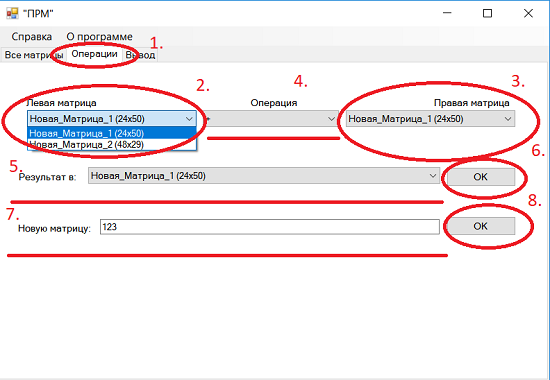 "ПРМ"
Справка О программе
1.
Все матрицы Операции Вывод
2. 4. 3.
Левая матрица Операция Правая матрица
Новая_Матрица_1 (24x50) Новая_Матрица_1 (24x50)
Новая_Матрица_1 (24x50)
Новая_Матрица_2 (48x29)
5. 6.
Результат в: Новая_Матрица_1 (24x50) OK
7. 8.
Новую матрицу: 123 OK